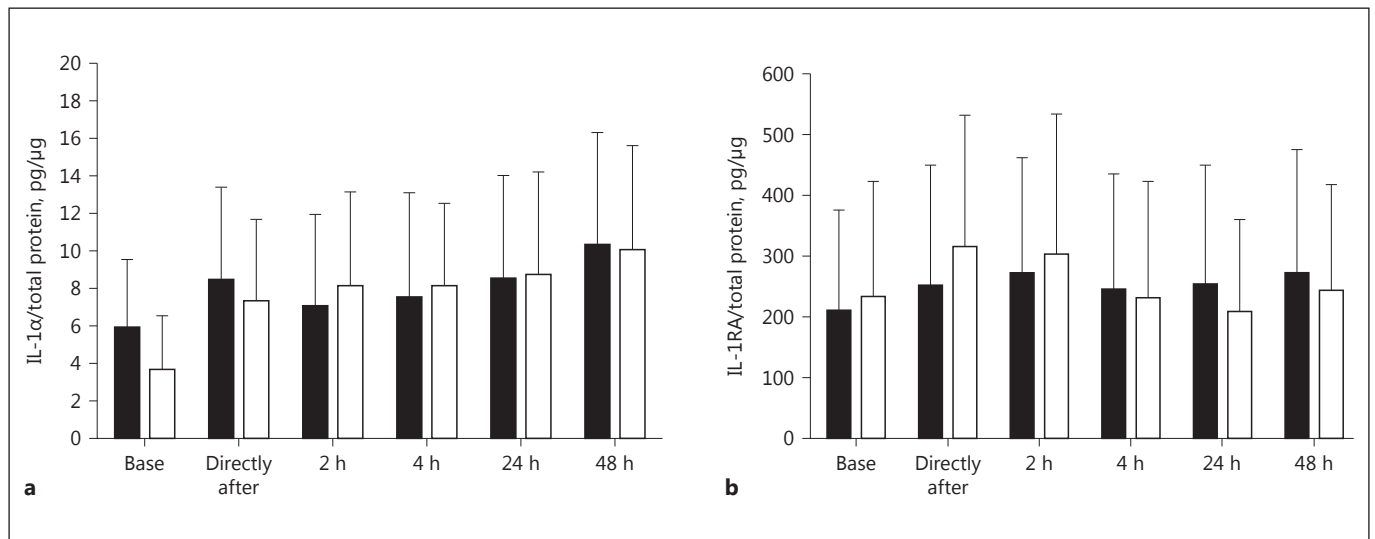 20
18
16
14
12
10
8
6
4
2
0
IL-1α/total protein, pg/μg
Base
Directly
after
2 h
4 h
24 h
48 h
a
600
500
400
300
200
100
0
IL-1RA/total protein, pg/μg
Base
Directly
after
2 h
4 h
24 h
48 h
b